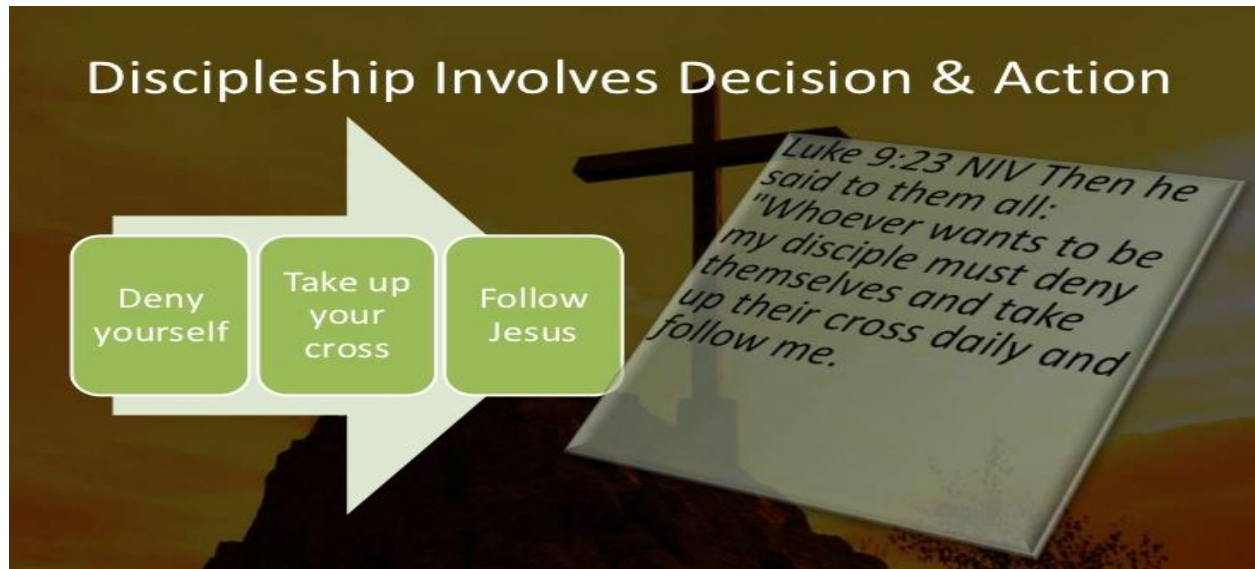 Discipleship Involves Decision & Action
Deny
yourself
Take up
your
cross
Follow
Jesus
Luke 9:23 NIV Then he
said to them all:
"Whoever wants to be
my disciple must deny
themselves and take
up their cross daily and
follow me.